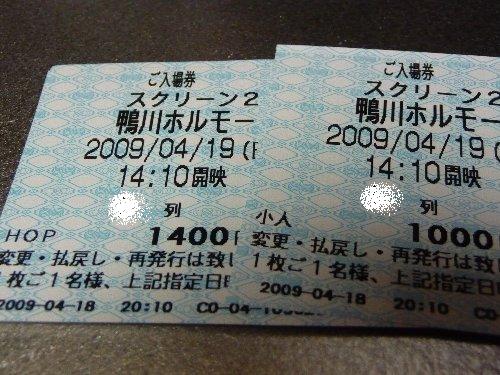 ご入場券
スクリーン2
鴨川ホルモー
2009/04/19
14:10開映
列
HOP 1400
変更・払戻し・再発行は致し
1枚ご1名様、上記指定日
2009-04-18 20:10 CO-04-
ご入場券
スクリーン2
鴨川ホルモー
2009/04/19
14:10開映
列
小人 1000
変更・払戻し・再発行は致
1枚ご1名様、上記指定
2009-04-18 20:10 C